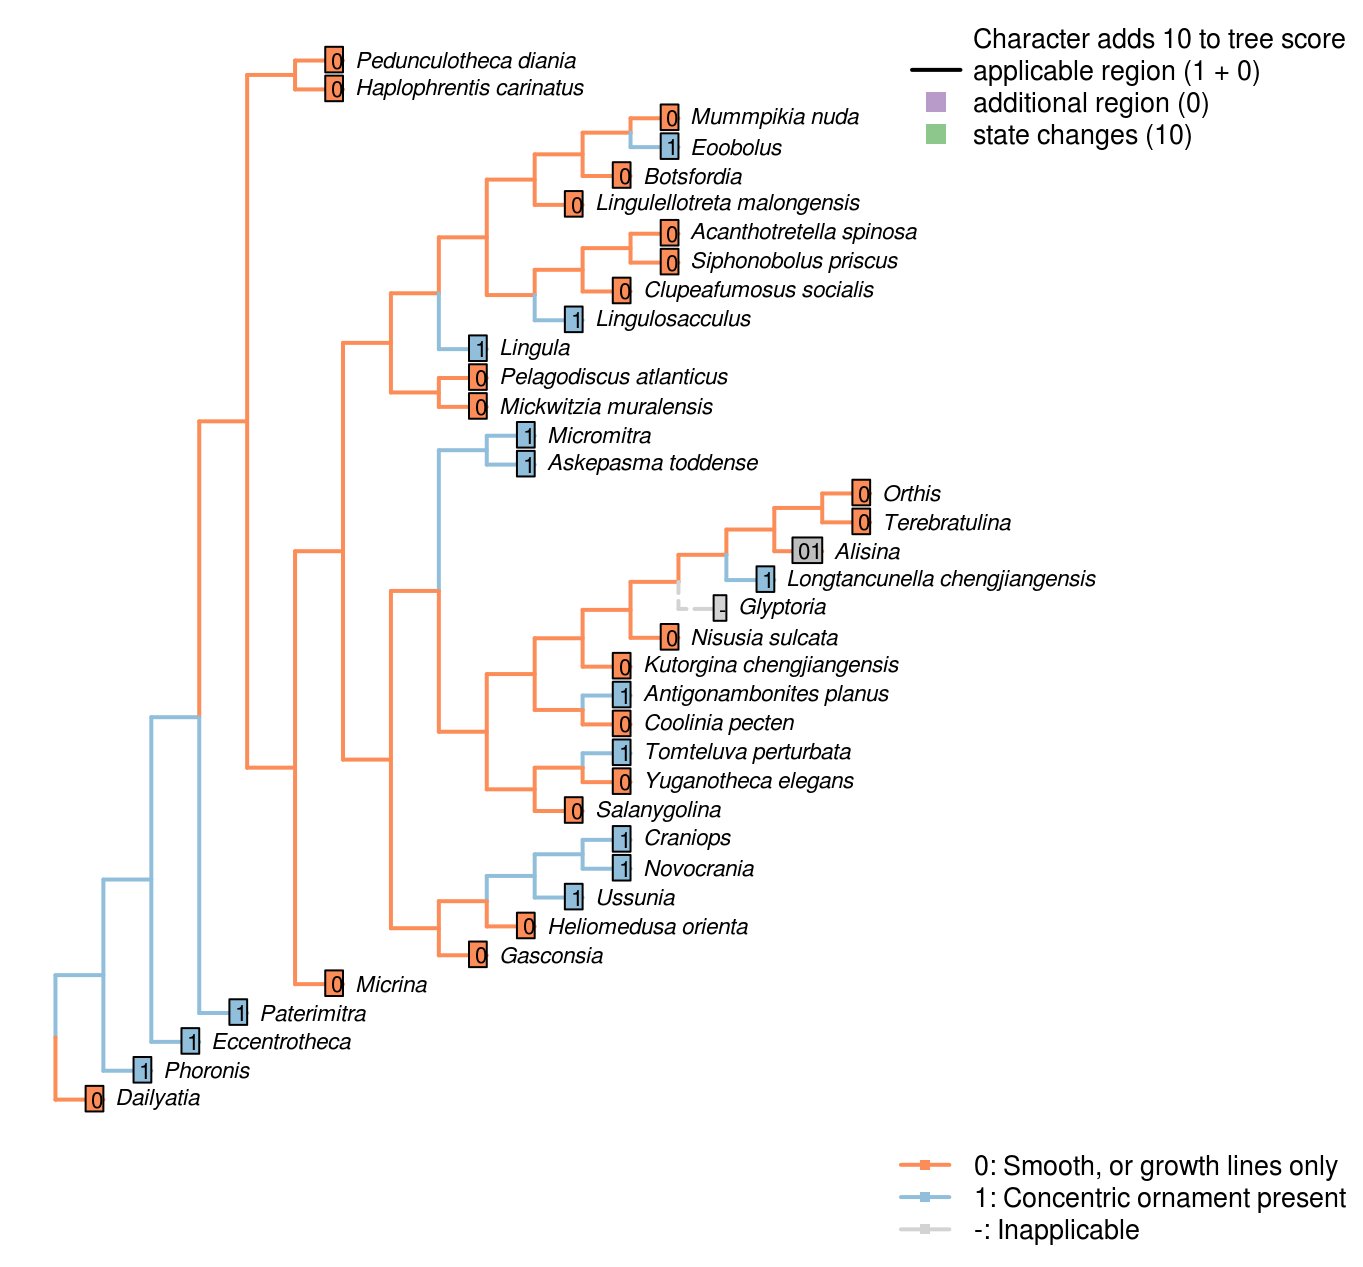 Character adds 10 to tree score
applicable region (1 + 0)
additional region (0)
state changes (10)
0 Pedunculotheca diania
0 Haplophrentis carinatus
0 Mummpikia nuda
1 Eoobolus
0 Botsfordia
0 Lingulellotreta malongensis
0 Acanthotretella spinosa
0 Siphonobolus priscus
0 Clupeafumosus socialis
1 Lingulosacculus
1 Lingula
0 Pelagodiscus atlanticus
0 Mickwitzia muralensis
1 Micromitra
1 Askepasma toddense
0 Orthis
0 Terebratulina
01 Alisina
1 Longtancunella chengjiangensis
- Glyptoria
0 Nisusia sulcata
0 Kutorgina chengjiangensis
1 Antigonambonites planus
0 Coolinia pecten
1 Tomteluva perturbata
0 Yuganotheca elegans
0 Salanygolina
1 Craniops
1 Novocrania
1 Ussunia
0 Heliomedusa orienta
0 Gasconsia
0 Micrina
1 Paterimitra
1 Eccentrotheca
1 Phoronis
0 Dailyatia
0: Smooth, or growth lines only
1: Concentric ornament present
-: Inapplicable